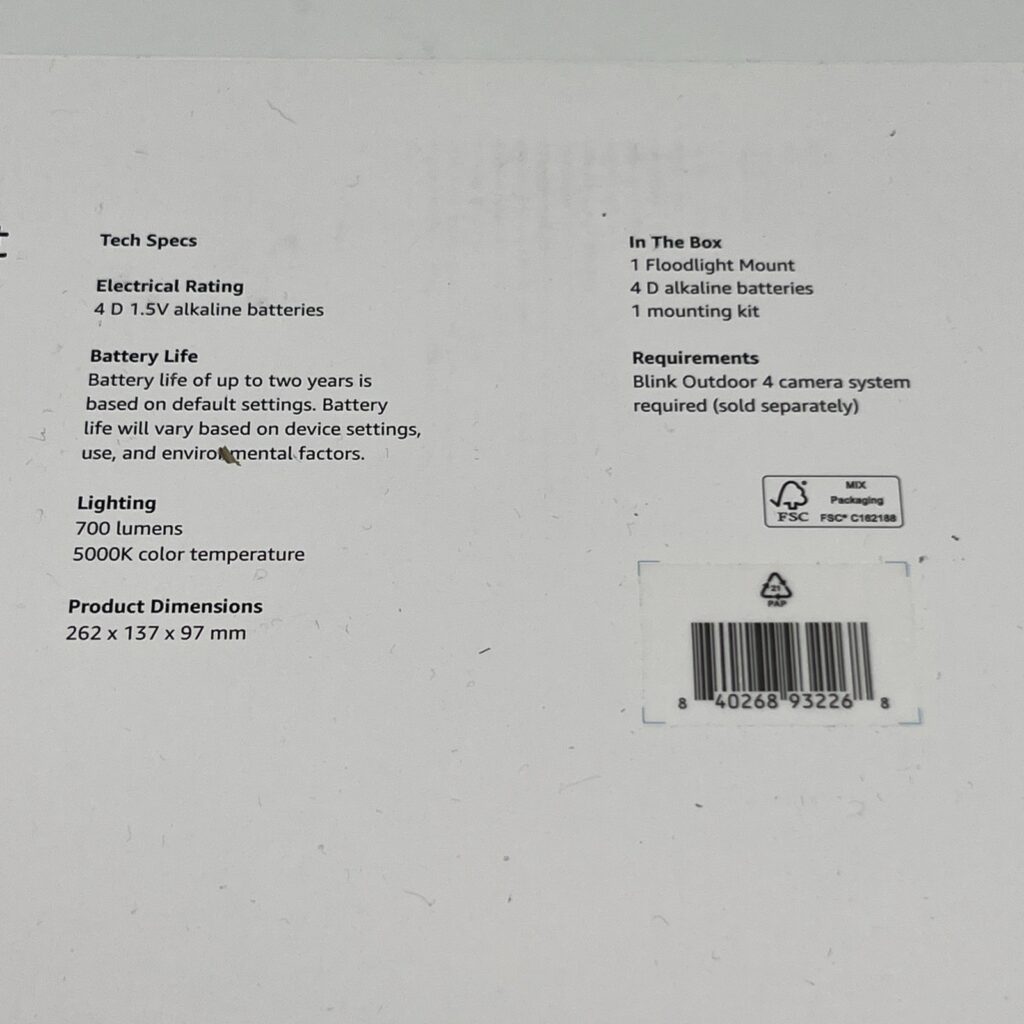 Tech Specs
Electrical Rating
4 D 1.5V alkaline batteries
Battery Life
Battery life of up to two years is
based on default settings. Battery
life will vary based on device settings,
use, and environmental factors.
Lighting
700 lumens
5000K color temperature
Product Dimensions
262 x 137 x 97 mm
In The Box
1 Floodlight Mount
4 D alkaline batteries
1 mounting kit
Requirements
Blink Outdoor 4 camera system
required (sold separately)
FSC
MIX
Packaging
FSC® C162188
21
PAP
8 40268 93226 8